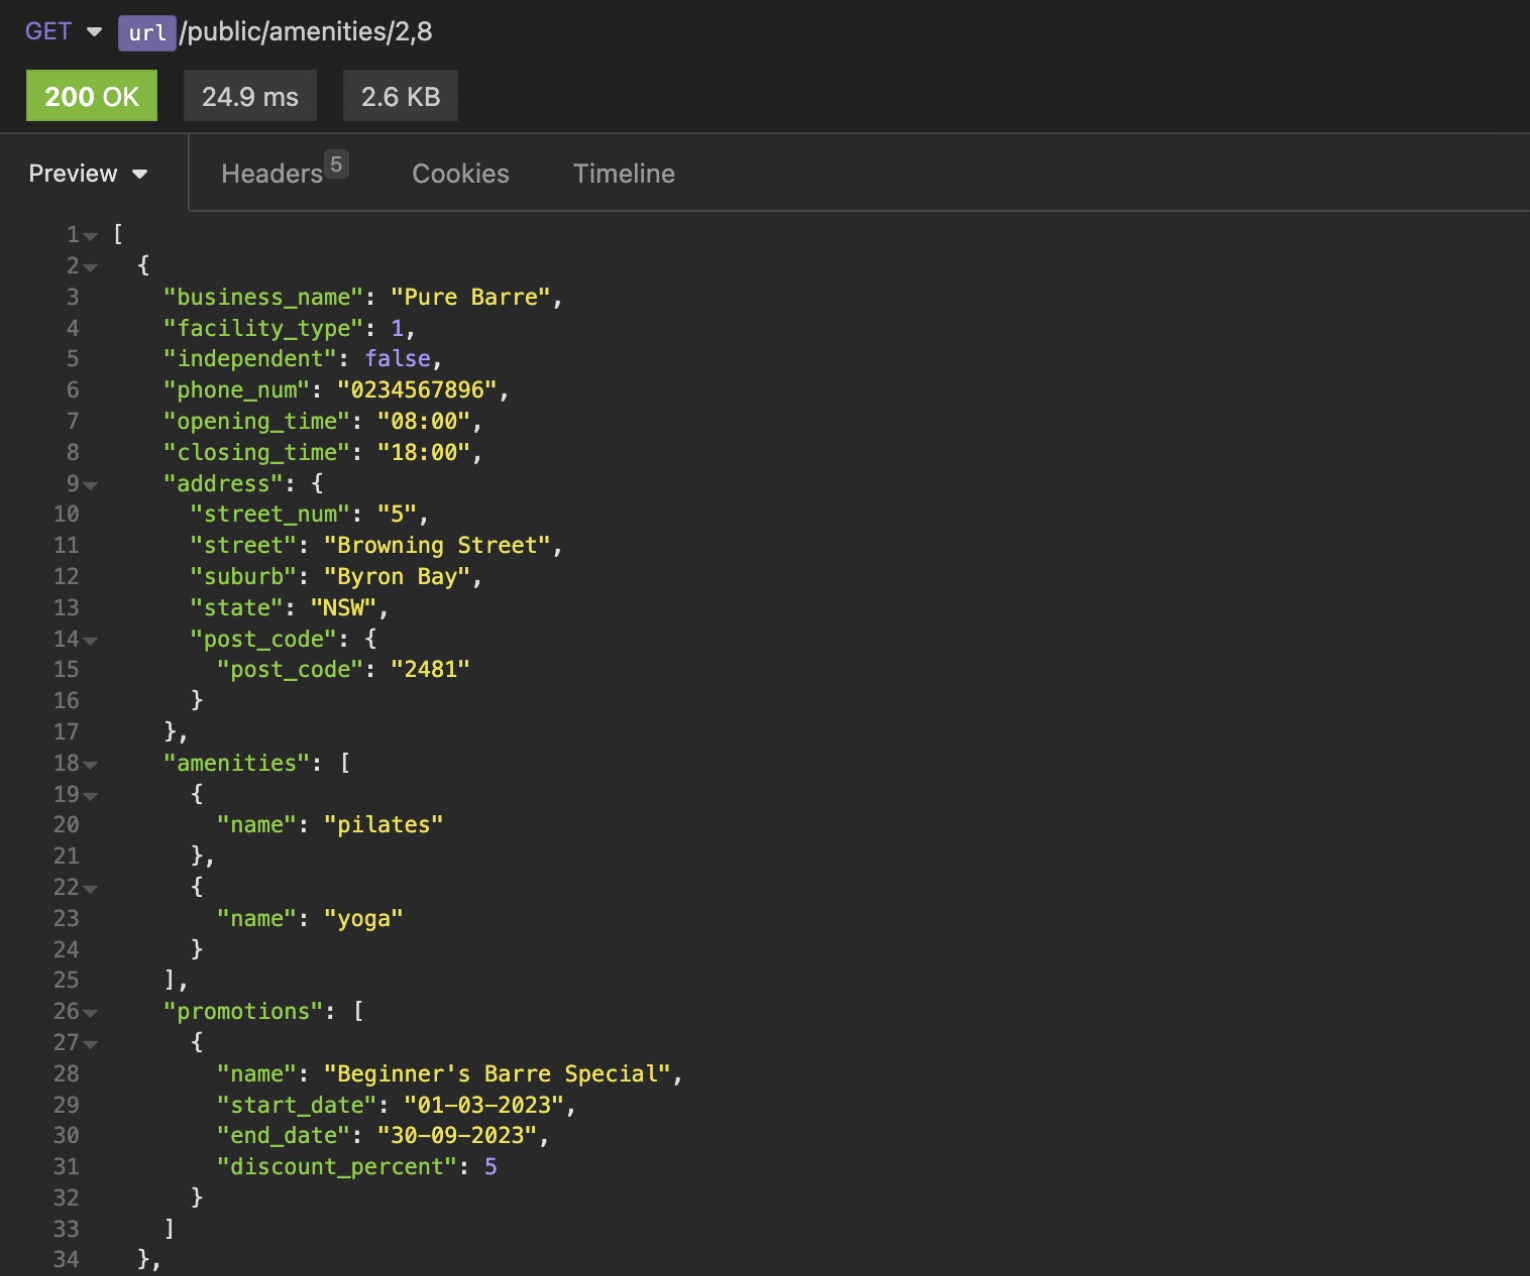 GET url/public/amenities/2,8
200 OK 24.9 ms 2.6 KB
Preview Headers 5 Cookies Timeline
1 [
2 {
3 "business_name": "Pure Barre",
4 "facility_type": 1,
5 "independent": false,
6 "phone_num": "0234567896",
7 "opening_time": "08:00",
8 "closing_time": "18:00",
9 "address": {
10 "street_num": "5",
11 "street": "Browning Street",
12 "suburb": "Byron Bay",
13 "state": "NSW",
14 "post_code": {
15 "post_code": "2481"
16 }
17 },
18 "amenities": [
19 {
20 "name": "pilates"
21 },
22 {
23 "name": "yoga"
24 }
25 ],
26 "promotions": [
27 {
28 "name": "Beginner's Barre Special",
29 "start_date": "01-03-2023",
30 "end_date": "30-09-2023",
31 "discount_percent": 5
32 }
33 ]
34 },